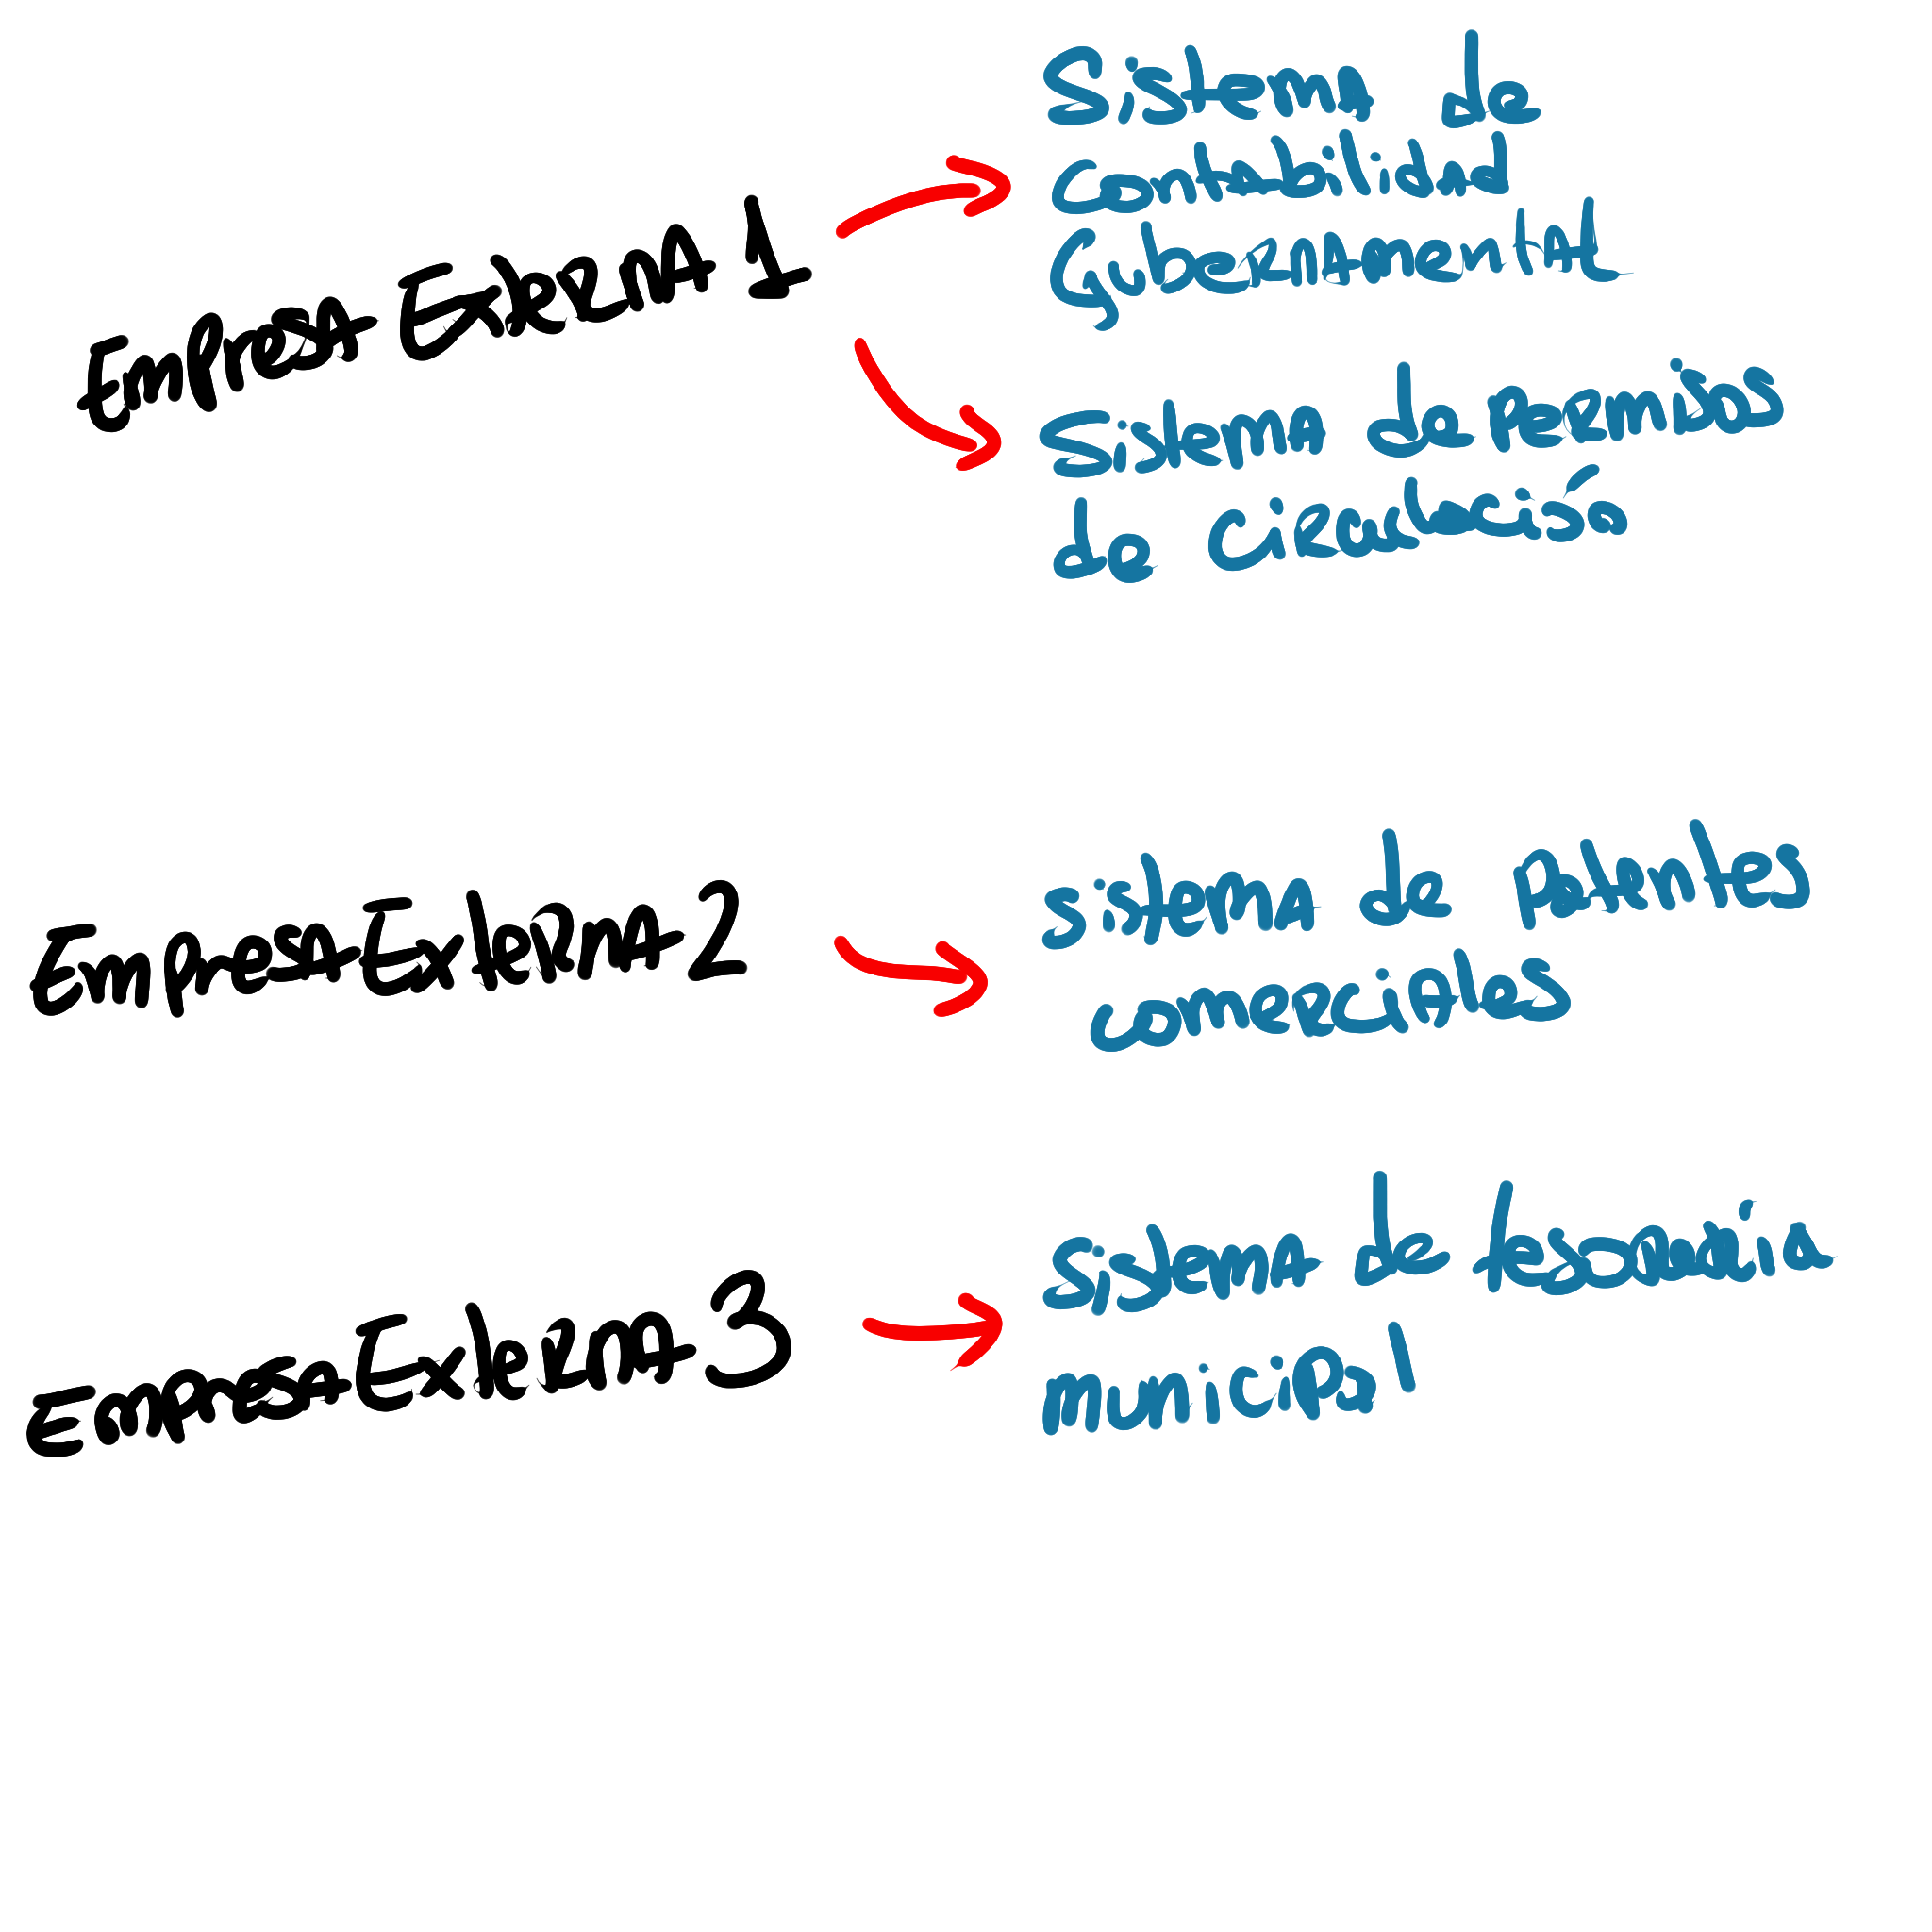 Empresa Externa 1
Sistema de
Contabilidad
Gubernamental
Sistema de permisos
de circulación
Empresa Externa 2
sistema de patentes
comerciales
Empresa Externa 3
sistema de tesoreria
municipal